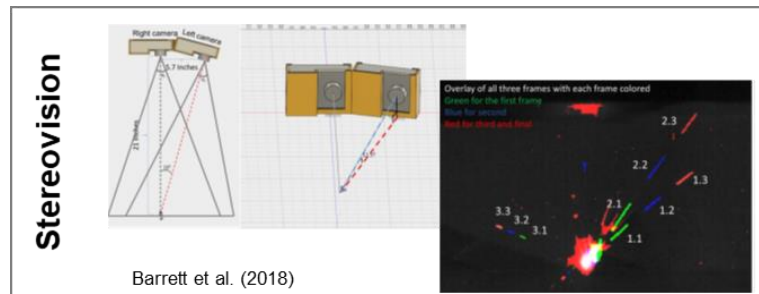 Stereovision
Right camera
Left camera
5.7 Inches
21 Inches
Overlay of all three frames with each frame colored
Green for the first frame
Blue for second
Red for third and final
2.3
2.2
1.3
2.1
1.2
3.3
3.2
3.1
1.1
Barrett et al. (2018)